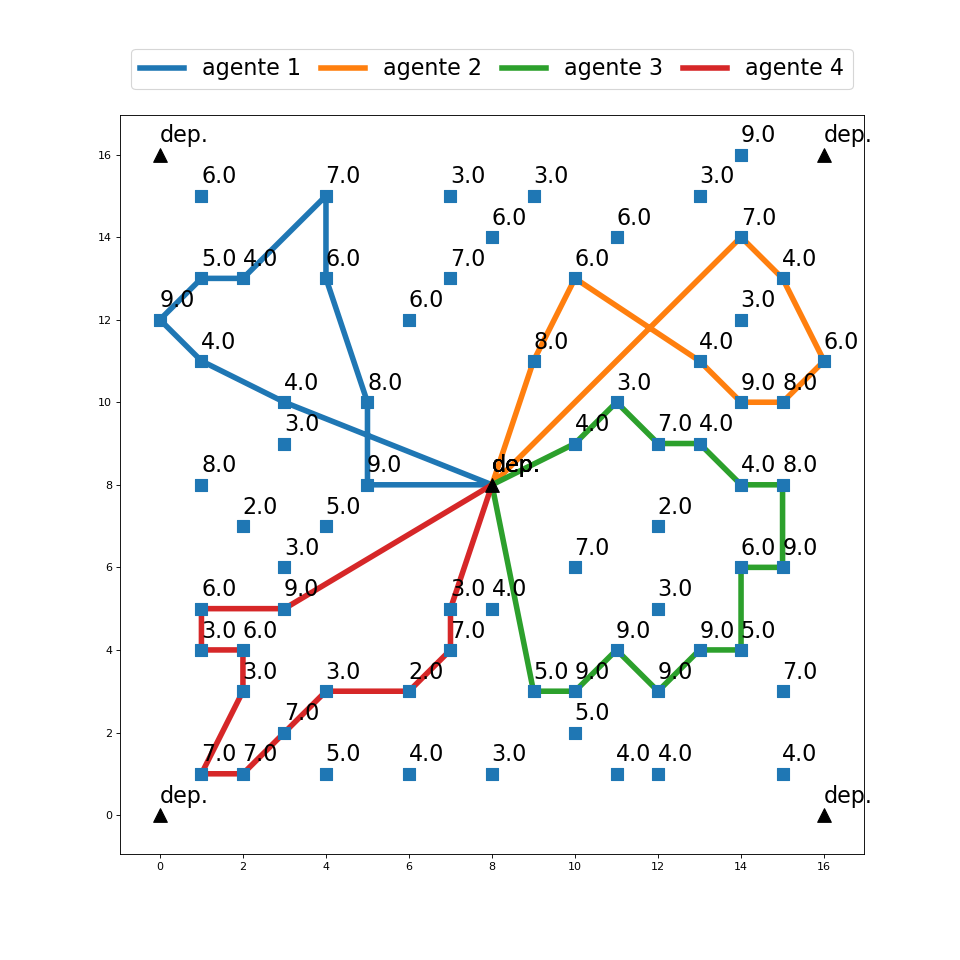 agente 1 agente 2 agente 3 agente 4
dep. 9.0 dep.
16
6.0 7.0 3.0 3.0 3.0
6.0 6.0 7.0
14
5.0 4.0 6.0 7.0 6.0 4.0
9.0 6.0 3.0
12
4.0 8.0 4.0 6.0
4.0 8.0 3.0 9.0 8.0
10
3.0 4.0 7.0 4.0
8.0 9.0 dep. dep. 4.0 8.0
8
2.0 5.0 2.0
3.0 7.0 6.0 9.0
6
6.0 9.0 3.0 4.0 3.0
3.0 6.0 7.0 9.0 9.0 5.0
4
3.0 3.0 2.0 5.0 9.0 9.0 7.0
7.0 5.0
2
7.0 7.0 5.0 4.0 3.0 4.0 4.0 4.0
dep. dep.
0
0 2 4 6 8 10 12 14 16